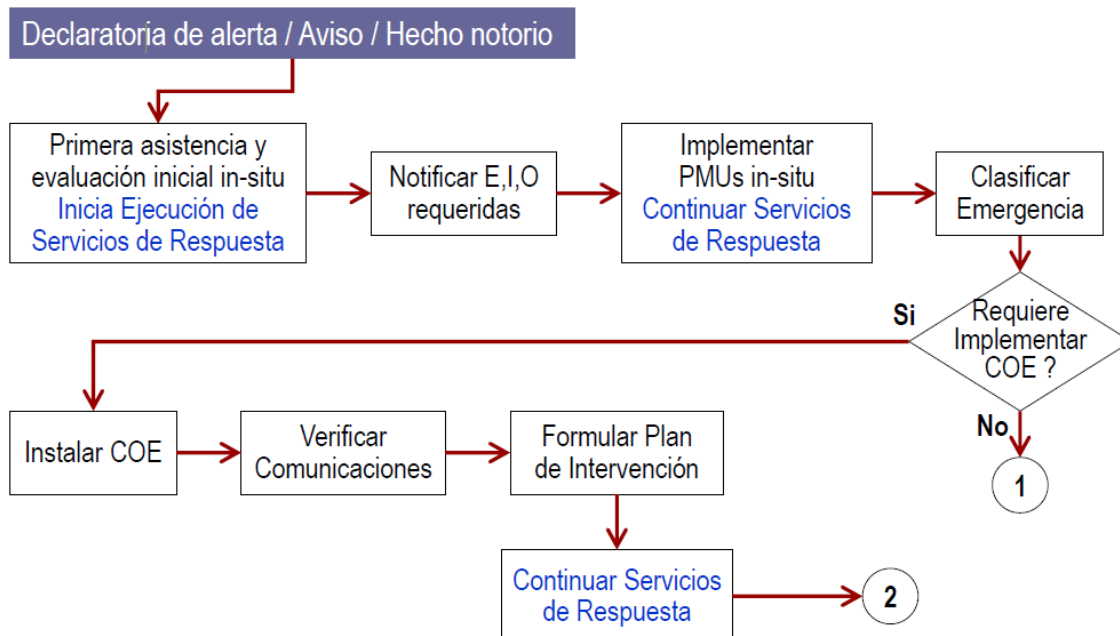 Declaratoria de alerta / Aviso / Hecho notorio
Primera asistencia y
evaluación inicial in-situ
Inicia Ejecución de
Servicios de Respuesta
Notificar E,I,O
requeridas
Implementar
PMUs in-situ
Continuar Servicios
de Respuesta
Clasificar
Emergencia
Requiere
Implementar
COE ?
Si
No
1
Instalar COE
Verificar
Comunicaciones
Formular Plan
de Intervención
Continuar Servicios
de Respuesta
2